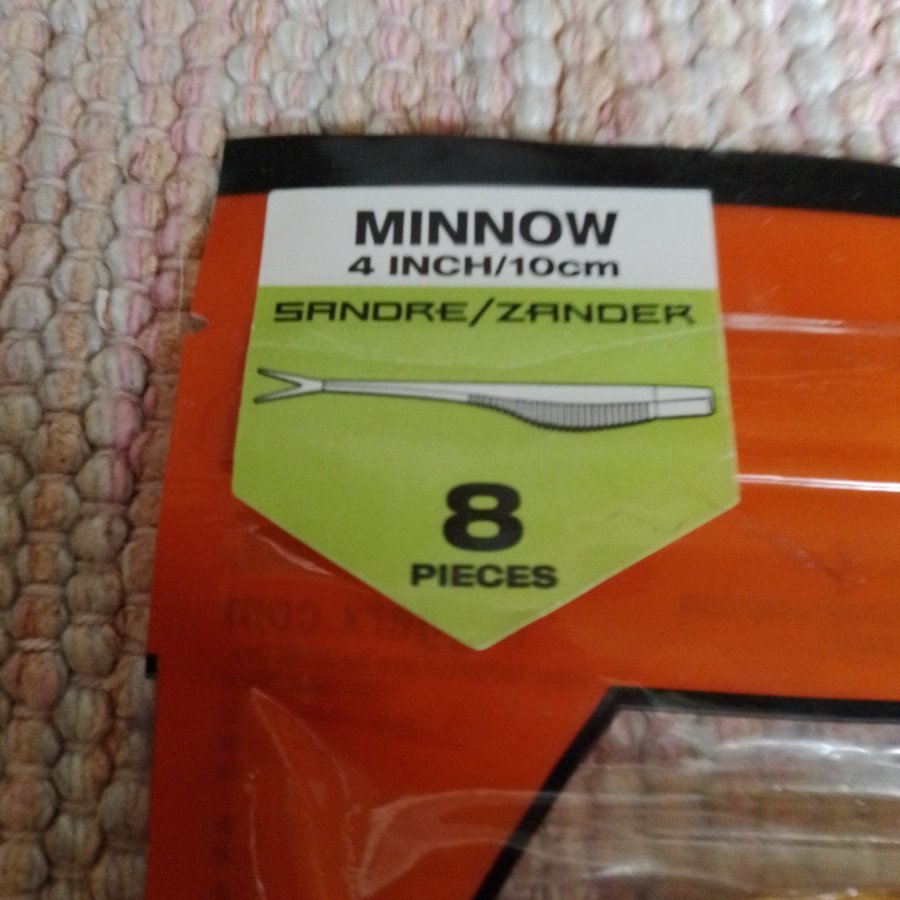 MINNOW
4 INCH/10cm
SANDRE/ZANDER
8
PIECES